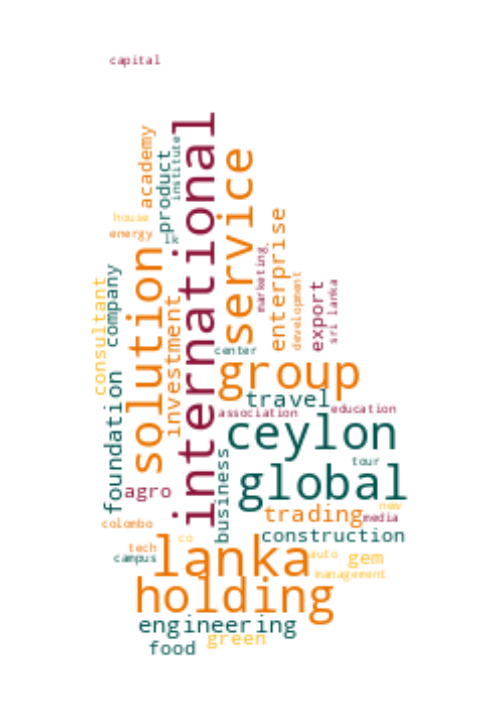 capital
academy
product
institute
international
house
energy
lk
service
solution
enterprise
marketing
development
export
sri lanka
company
consultant
investment
center
group
travel
foundation
association
education
ceylon
business
tour
global
agro
trading
new
media
colombo
construction
co
lanka
tech
campus
auto
gem
management
holding
engineering
green
food